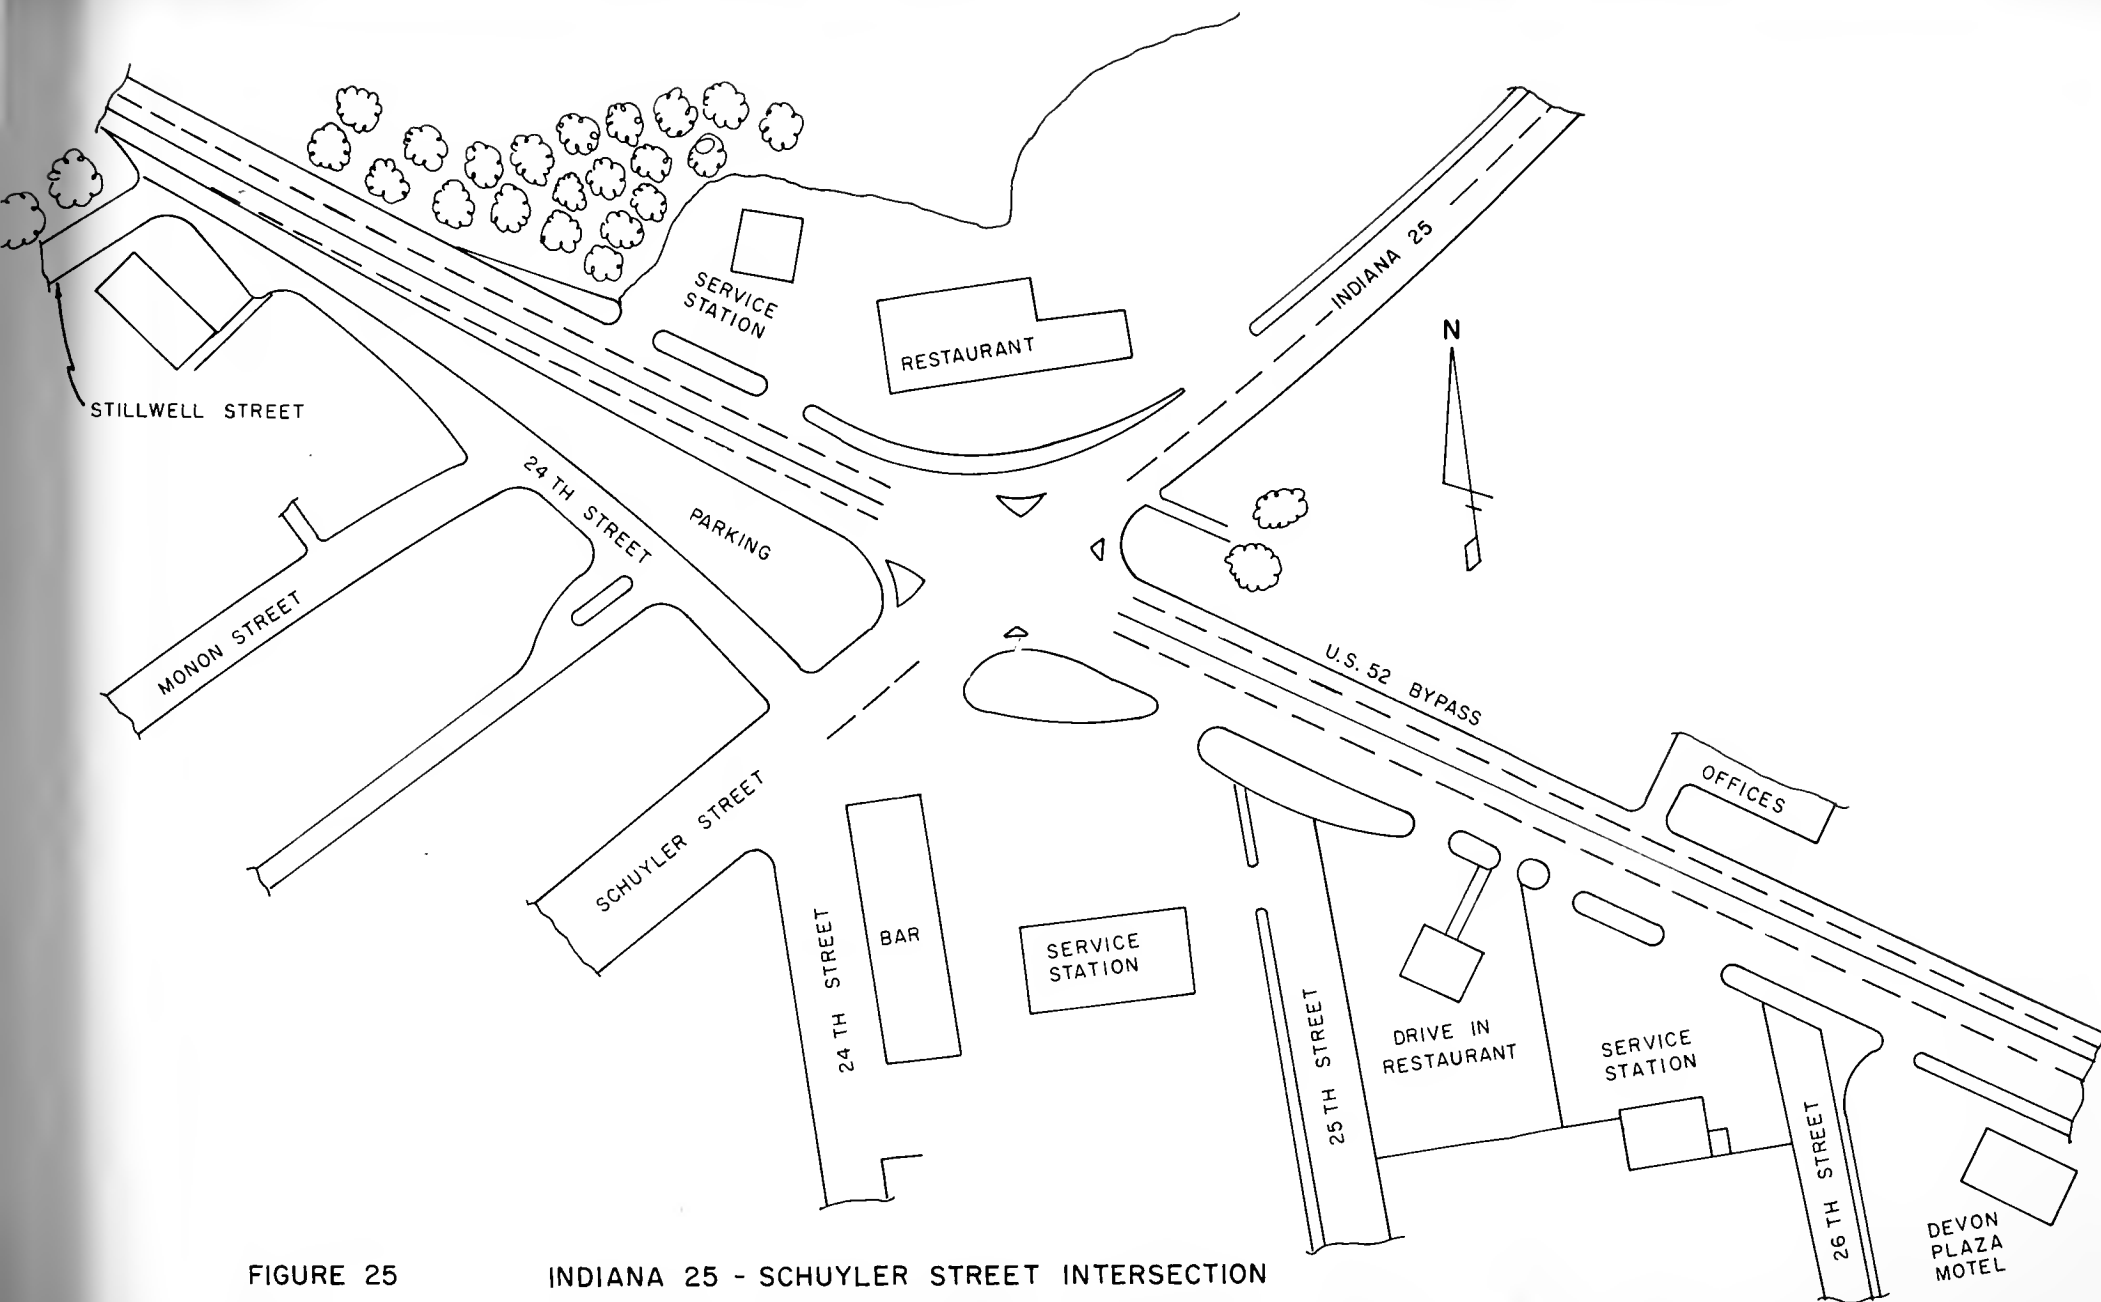 INDIANA 25
SERVICE
STATION
RESTAURANT
N
STILLWELL STREET
24 TH STREET
PARKING
MONON STREET
U.S. 52 BYPASS
OFFICES
SCHUYLER STREET
24 TH STREET
BAR
SERVICE
STATION
25 TH STREET
DRIVE IN
RESTAURANT
SERVICE
STATION
26 TH STREET
DEVON
PLAZA
MOTEL
FIGURE 25 INDIANA 25 - SCHUYLER STREET INTERSECTION